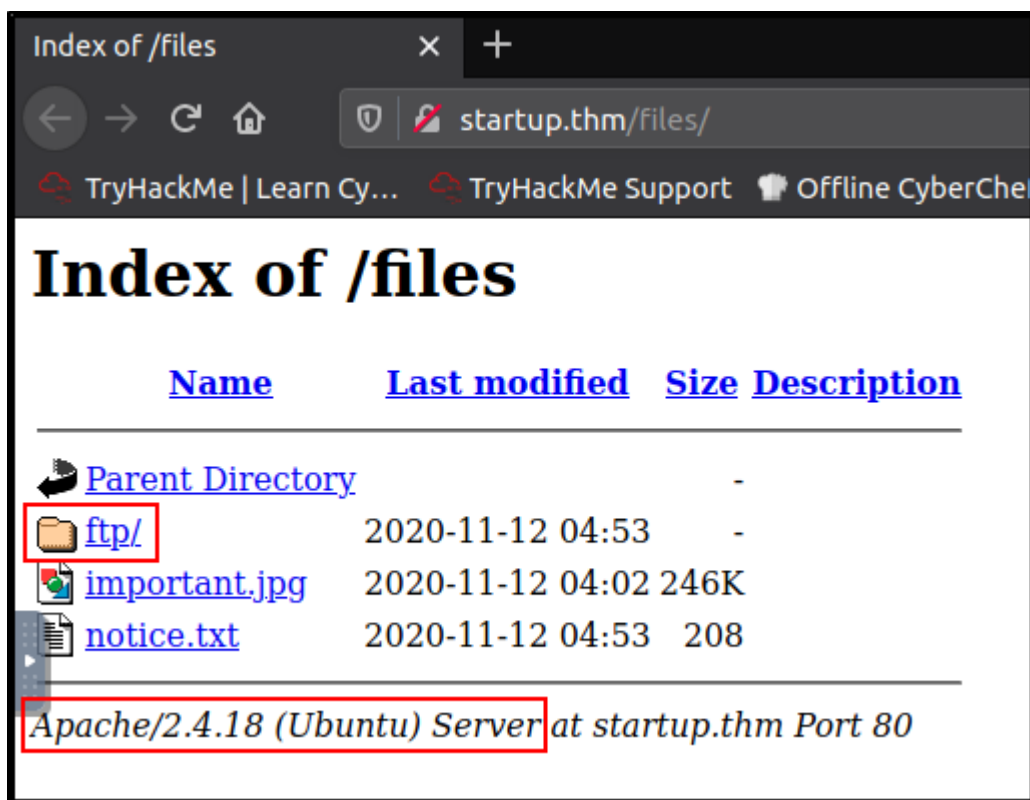 Index of /files
startup.thm/files/
TryHackMe | Learn Cy... TryHackMe Support Offline CyberChef
Index of /files
Name Last modified Size Description
Parent Directory -
ftp/ 2020-11-12 04:53 -
important.jpg 2020-11-12 04:02 246K
notice.txt 2020-11-12 04:53 208
Apache/2.4.18 (Ubuntu) Server at startup.thm Port 80